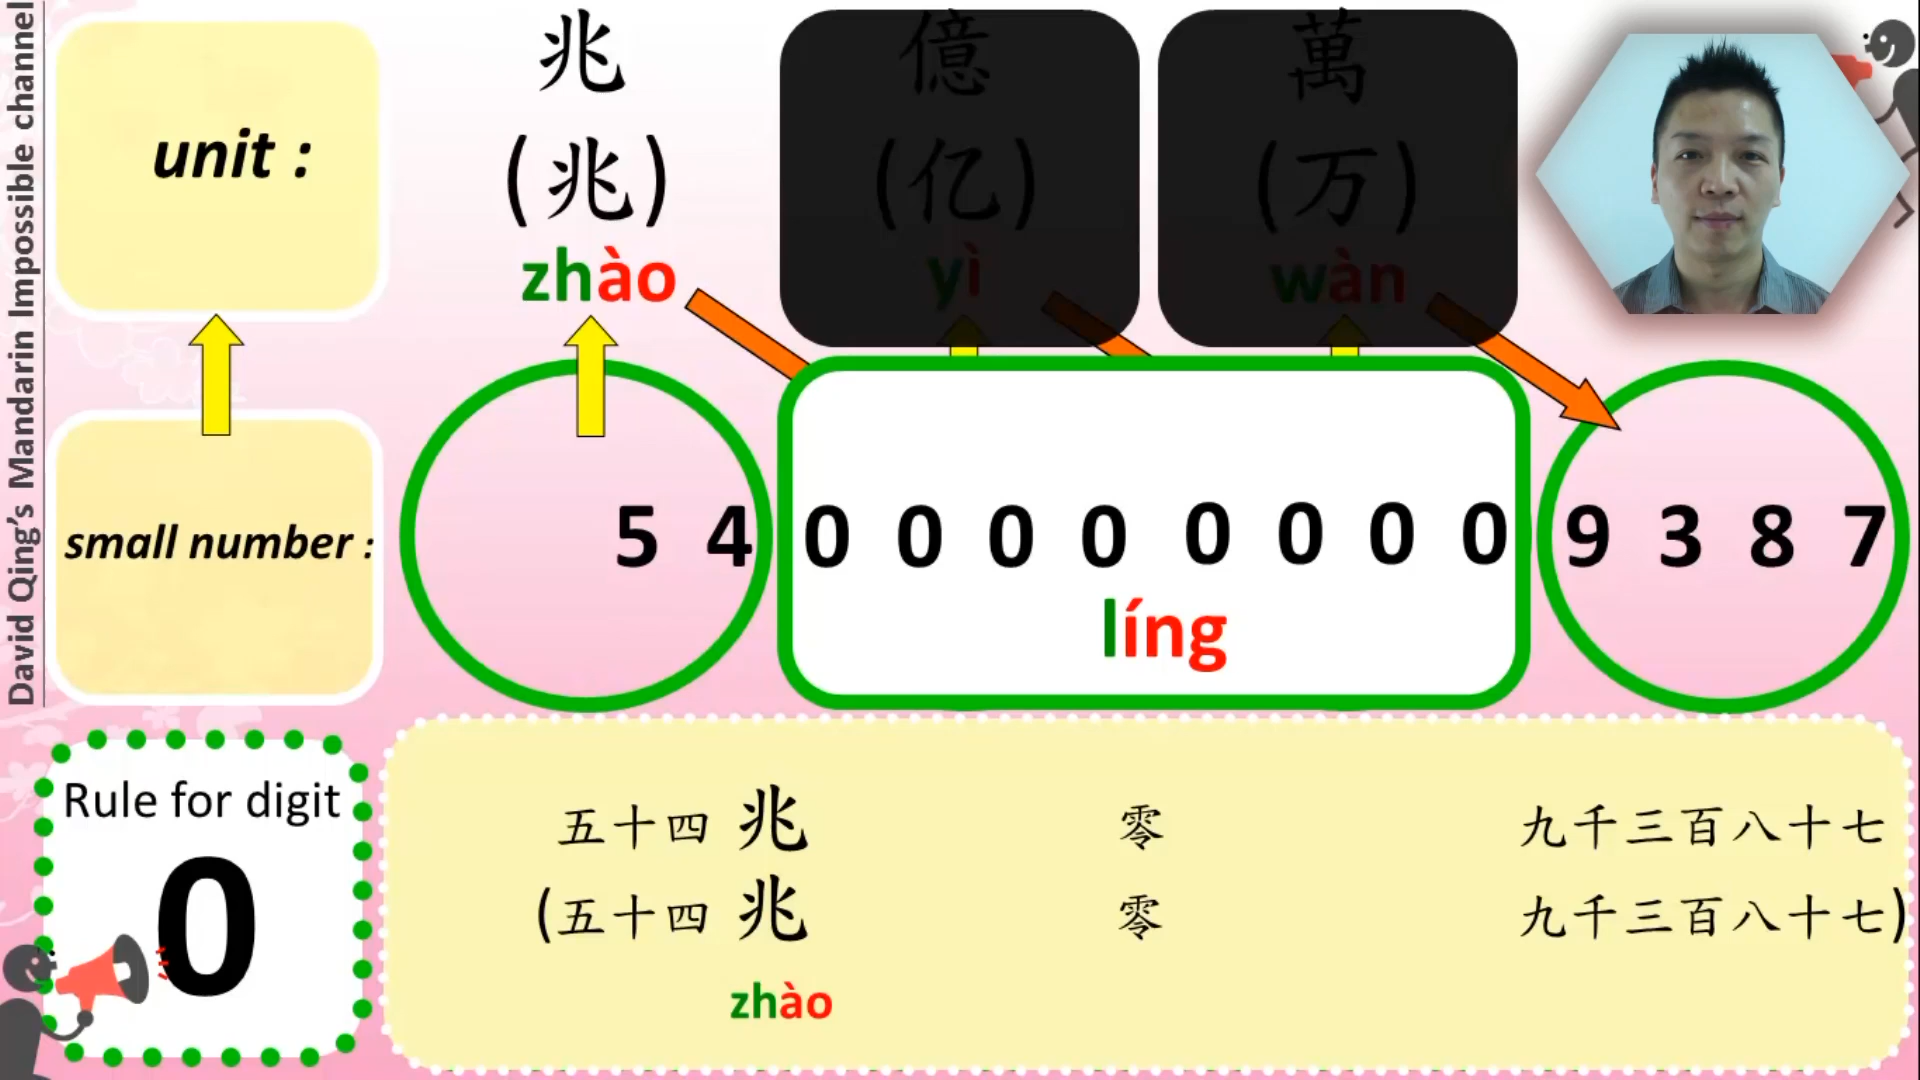 David Qing’s Mandarin Impossible channel
unit :
兆
(兆)
zhào
億
(亿)
yì
萬
(万)
wàn
small number :
5 4 0 0 0 0 0 0 0 0 9 3 8 7
líng
Rule for digit
0
五十四 兆 零 九千三百八十七
(五十四 兆 零 九千三百八十七)
zhào